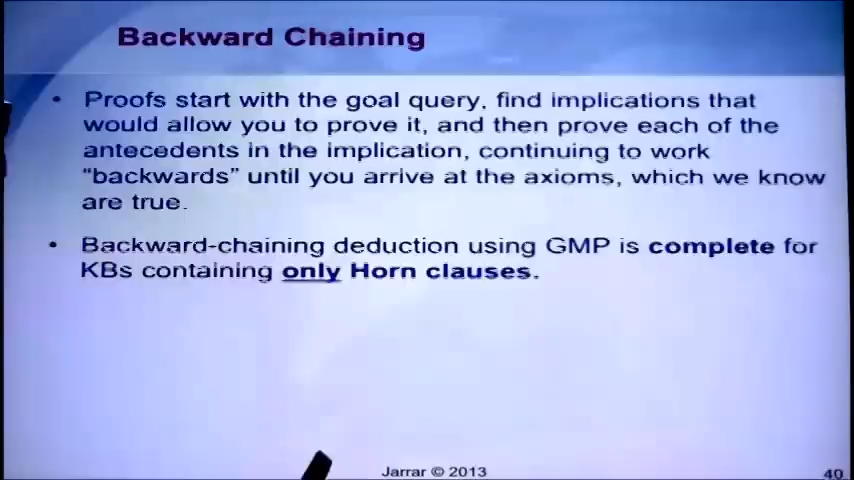 Backward Chaining
• Proofs start with the goal query, find implications that
would allow you to prove it, and then prove each of the
antecedents in the implication, continuing to work
"backwards" until you arrive at the axioms, which we know
are true.
• Backward-chaining deduction using GMP is complete for
KBs containing only Horn clauses.
Jarrar © 2013
40